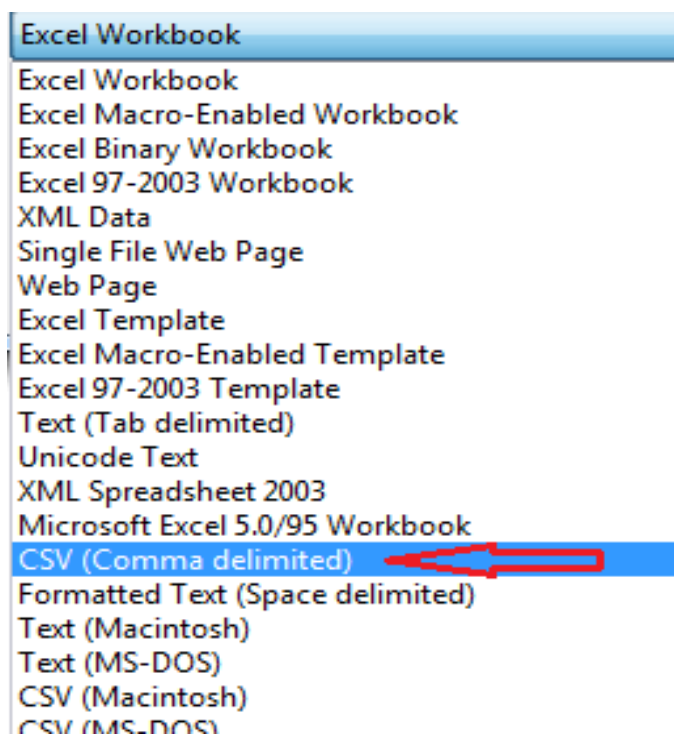 Excel Workbook
Excel Workbook
Excel Macro-Enabled Workbook
Excel Binary Workbook
Excel 97-2003 Workbook
XML Data
Single File Web Page
Web Page
Excel Template
Excel Macro-Enabled Template
Excel 97-2003 Template
Text (Tab delimited)
Unicode Text
XML Spreadsheet 2003
Microsoft Excel 5.0/95 Workbook
CSV (Comma delimited)
Formatted Text (Space delimited)
Text (Macintosh)
Text (MS-DOS)
CSV (Macintosh)
CSV (MS-DOS)